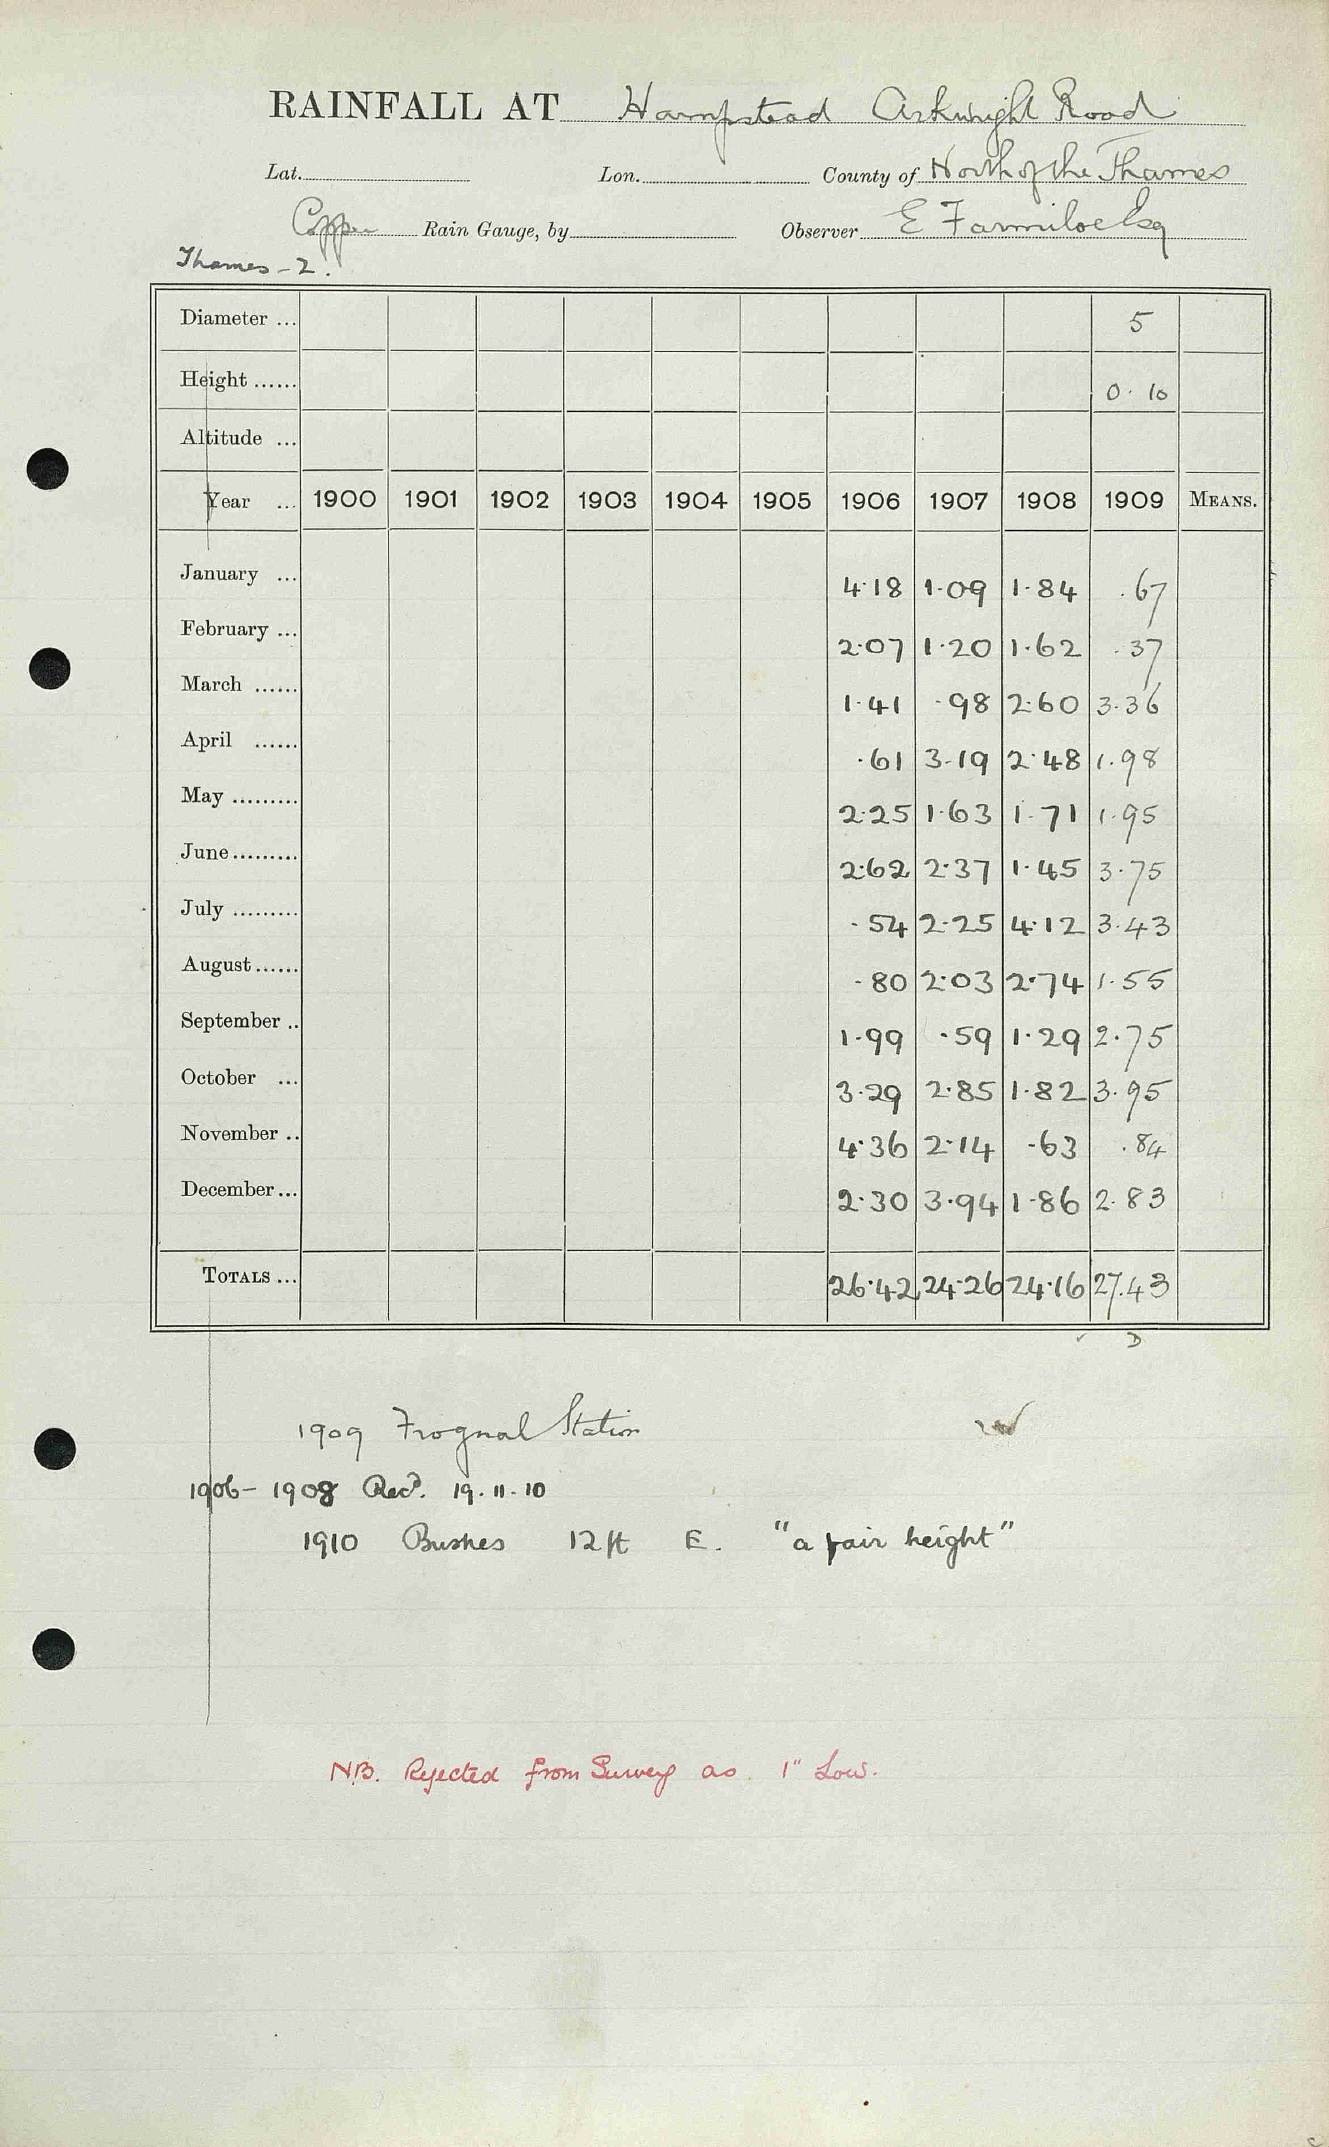 RAINFALL AT Hampstead Arkwright Road
Lat. Lon. County of North of the Thames
Copper Rain Gauge, by Observer E Farmiloe Esq
Thames-2.
Diameter ... 5
Height ...... 0.10
Altitude ...
Year ... 1900 1901 1902 1903 1904 1905 1906 1907 1908 1909 MEANS.
January ... 4.18 1.09 1.84 .67
February ... 2.07 1.20 1.62 .37
March ...... 1.41 .98 2.60 3.36
April ...... .61 3.19 2.48 1.98
May ......... 2.25 1.63 1.71 1.95
June ......... 2.62 2.37 1.45 3.75
July ......... .54 2.25 4.12 3.43
August ...... .80 2.03 2.74 1.55
September .. 1.99 .59 1.29 2.75
October ... 3.29 2.85 1.82 3.95
November .. 4.36 2.14 .63 .84
December ... 2.30 3.94 1.86 2.83
TOTALS ... 26.42 24.26 24.16 27.43
D
1909 Frognal Station
1906-1908 Recd. 19.11.10
1910 Bushes 12ft E. "a fair height"
N.B. Rejected from Survey as 1" Low.